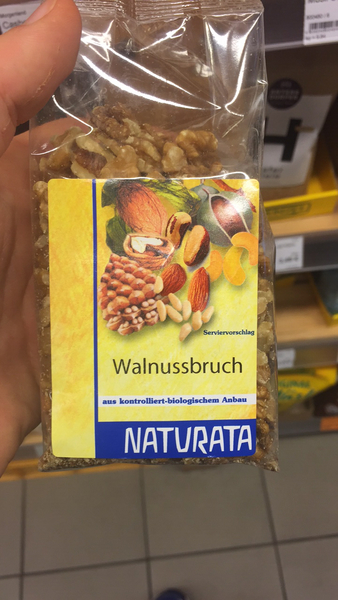 Serviervorschlag
Walnussbruch
aus kontrolliert-biologischem Anbau
NATURATA